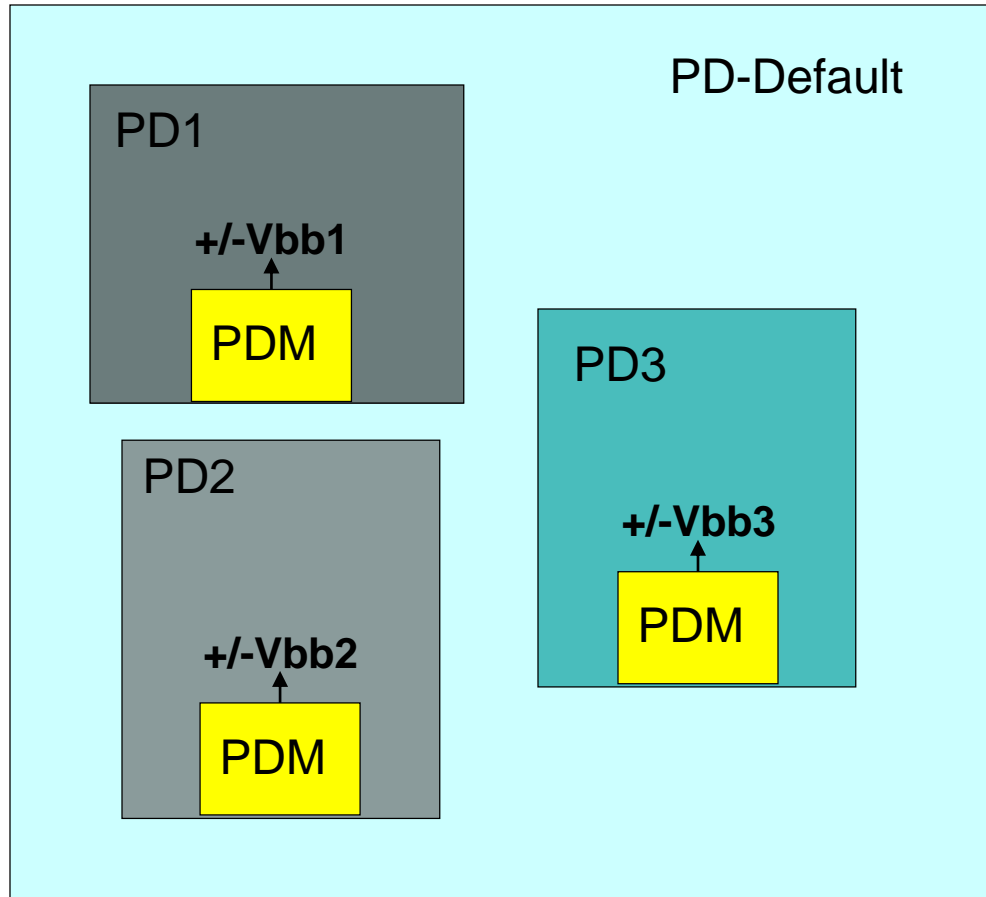 PD-Default
PD1
+/-Vbb1
PDM
PD3
+/-Vbb3
PDM
PD2
+/-Vbb2
PDM